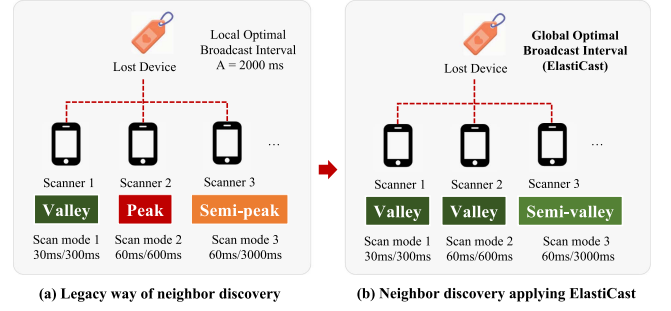 Lost Device
Local Optimal
Broadcast Interval
A = 2000 ms
Scanner 1
Scanner 2
Scanner 3
...
Valley
Peak
Semi-peak
Scan mode 1
30ms/300ms
Scan mode 2
60ms/600ms
Scan mode 3
60ms/3000ms
(a) Legacy way of neighbor discovery
Lost Device
Global Optimal
Broadcast Interval
(ElastiCast)
Scanner 1
Scanner 2
Scanner 3
...
Valley
Valley
Semi-valley
Scan mode 1
30ms/300ms
Scan mode 2
60ms/600ms
Scan mode 3
60ms/3000ms
(b) Neighbor discovery applying ElastiCast